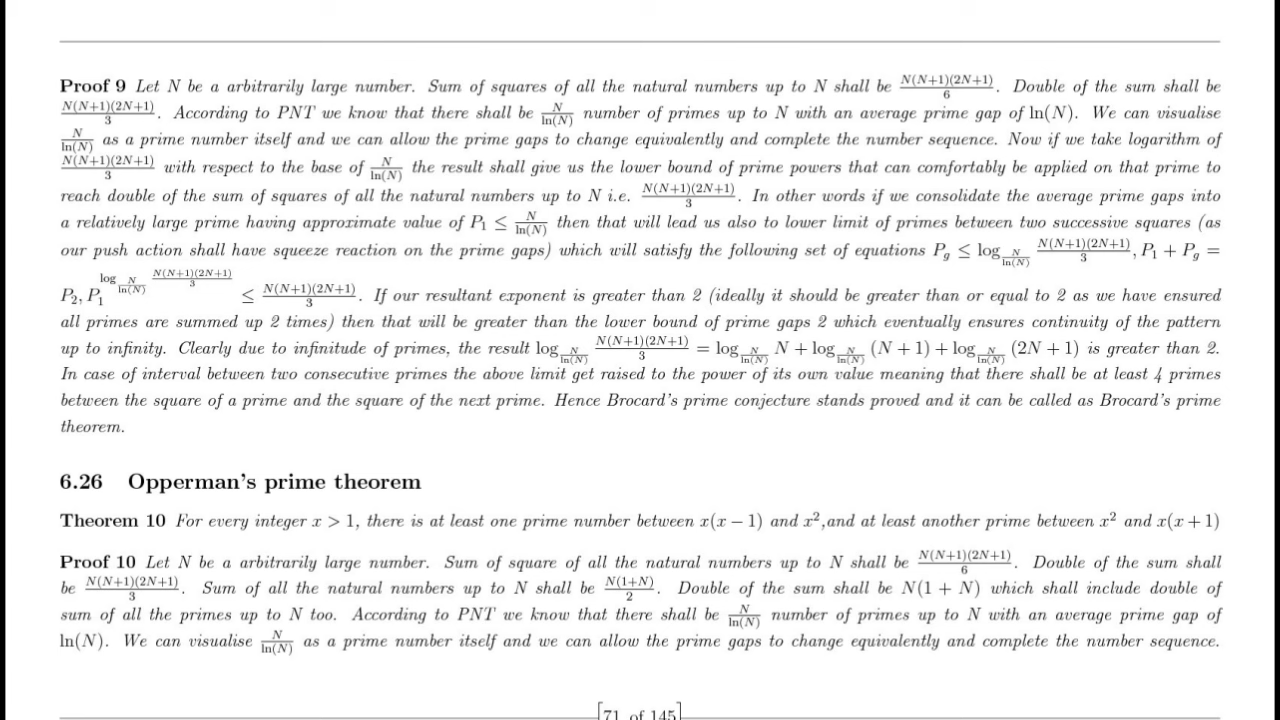 Proof 9 Let N be a arbitrarily large number. Sum of squares of all the natural numbers up to N shall be N(N+1)(2N+1)/6. Double of the sum shall be
N(N+1)(2N+1)/3. According to PNT we know that there shall be N/ln(N) number of primes up to N with an average prime gap of ln(N). We can visualise
N/ln(N) as a prime number itself and we can allow the prime gaps to change equivalently and complete the number sequence. Now if we take logarithm of
N(N+1)(2N+1)/3 with respect to the base of N/ln(N) the result shall give us the lower bound of prime powers that can comfortably be applied on that prime to
reach double of the sum of squares of all the natural numbers up to N i.e. N(N+1)(2N+1)/3. In other words if we consolidate the average prime gaps into
a relatively large prime having approximate value of P₁ ≤ N/ln(N) then that will lead us also to lower limit of primes between two successive squares (as
our push action shall have squeeze reaction on the prime gaps) which will satisfy the following set of equations P_g ≤ log_{N/ln(N)} N(N+1)(2N+1)/3, P₁ + P_g =
P₂, P₁^{log_{N/ln(N)} N(N+1)(2N+1)/3} ≤ N(N+1)(2N+1)/3. If our resultant exponent is greater than 2 (ideally it should be greater than or equal to 2 as we have ensured
all primes are summed up 2 times) then that will be greater than the lower bound of prime gaps 2 which eventually ensures continuity of the pattern
up to infinity. Clearly due to infinitude of primes, the result log_{N/ln(N)} N(N+1)(2N+1)/3 = log_{N/ln(N)} N + log_{N/ln(N)} (N + 1) + log_{N/ln(N)} (2N + 1) is greater than 2.
In case of interval between two consecutive primes the above limit get raised to the power of its own value meaning that there shall be at least 4 primes
between the square of a prime and the square of the next prime. Hence Brocard's prime conjecture stands proved and it can be called as Brocard's prime
theorem.
6.26 Opperman's prime theorem
Theorem 10 For every integer x > 1, there is at least one prime number between x(x − 1) and x²,and at least another prime between x² and x(x + 1)
Proof 10 Let N be a arbitrarily large number. Sum of square of all the natural numbers up to N shall be N(N+1)(2N+1)/6. Double of the sum shall
be N(N+1)(2N+1)/3. Sum of all the natural numbers up to N shall be N(1+N)/2. Double of the sum shall be N(1 + N) which shall include double of
sum of all the primes up to N too. According to PNT we know that there shall be N/ln(N) number of primes up to N with an average prime gap of
ln(N). We can visualise N/ln(N) as a prime number itself and we can allow the prime gaps to change equivalently and complete the number sequence.
71 of 145